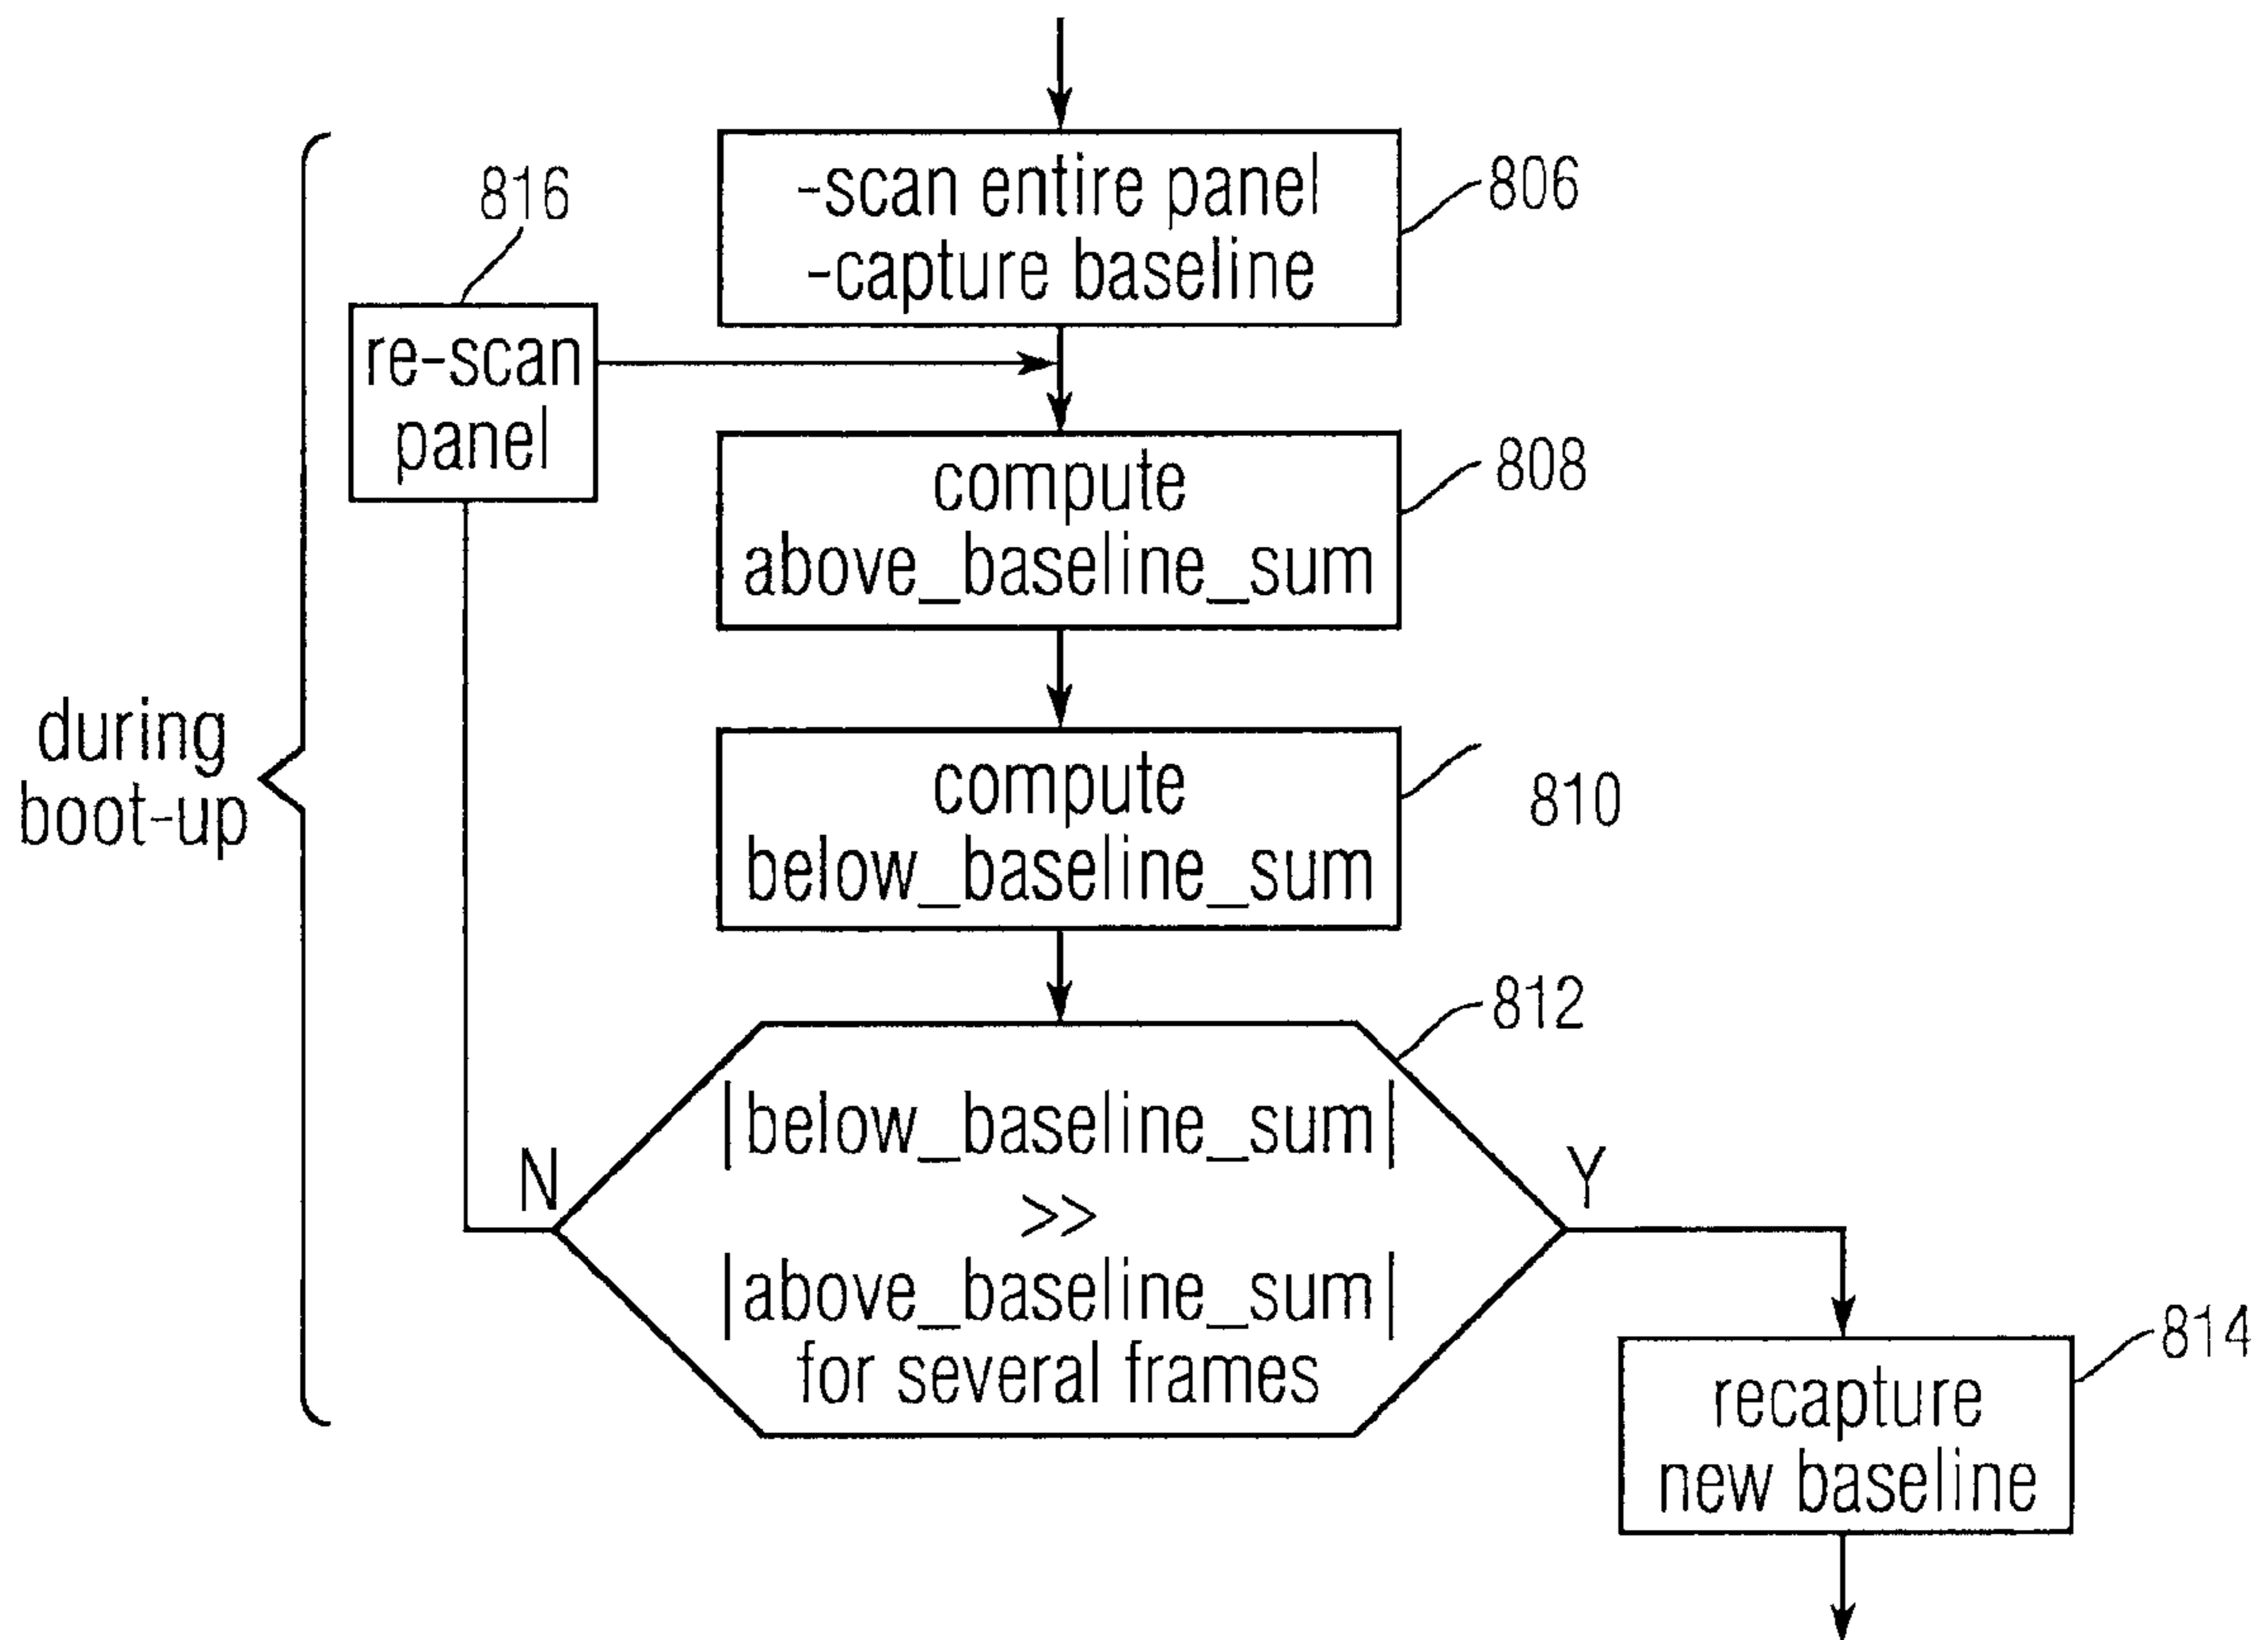 -scan entire panel
-capture baseline
806
816
re-scan
panel
compute
above_baseline_sum
808
during
boot-up
compute
below_baseline_sum
810
|below_baseline_sum|
>>
|above_baseline_sum|
for several frames
812
N
Y
recapture
new baseline
814